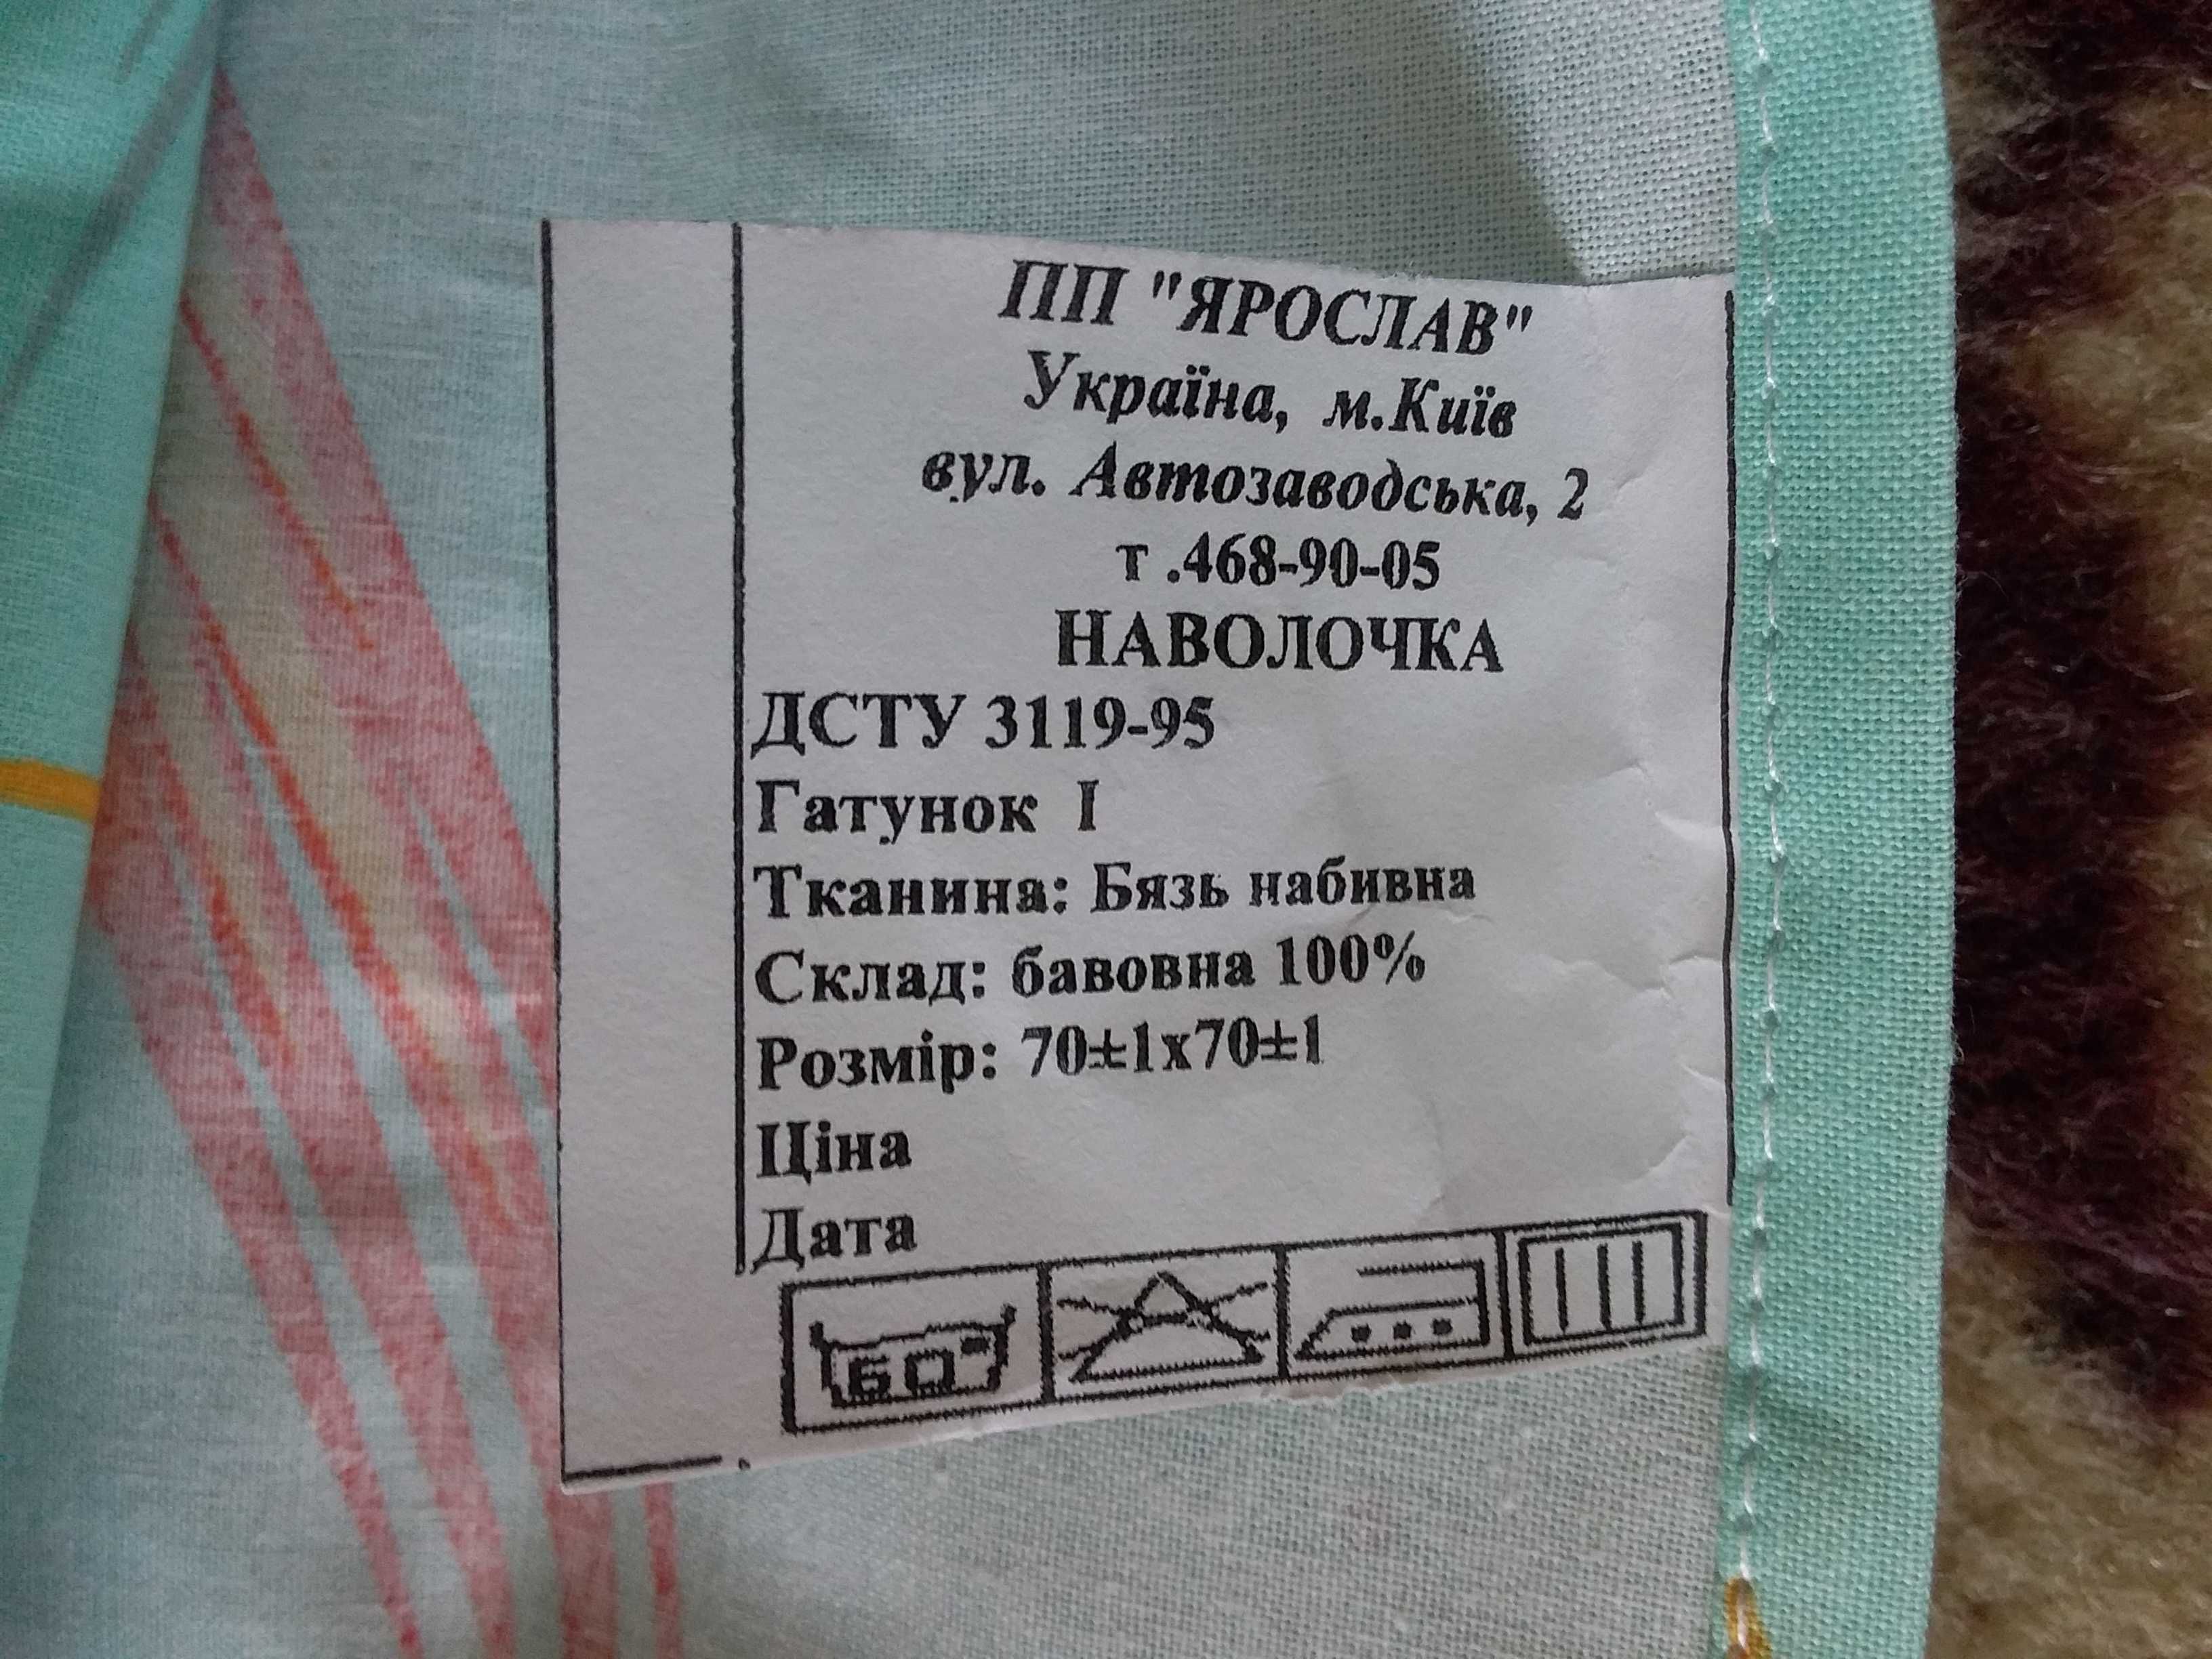 ПП "ЯРОСЛАВ"
Україна, м.Київ
вул. Автозаводська, 2
т .468-90-05
НАВОЛОЧКА
ДСТУ 3119-95
Гатунок І
Тканина: Бязь набивна
Склад: бавовна 100%
Розмір: 70±1х70±1
Ціна
Дата
60°